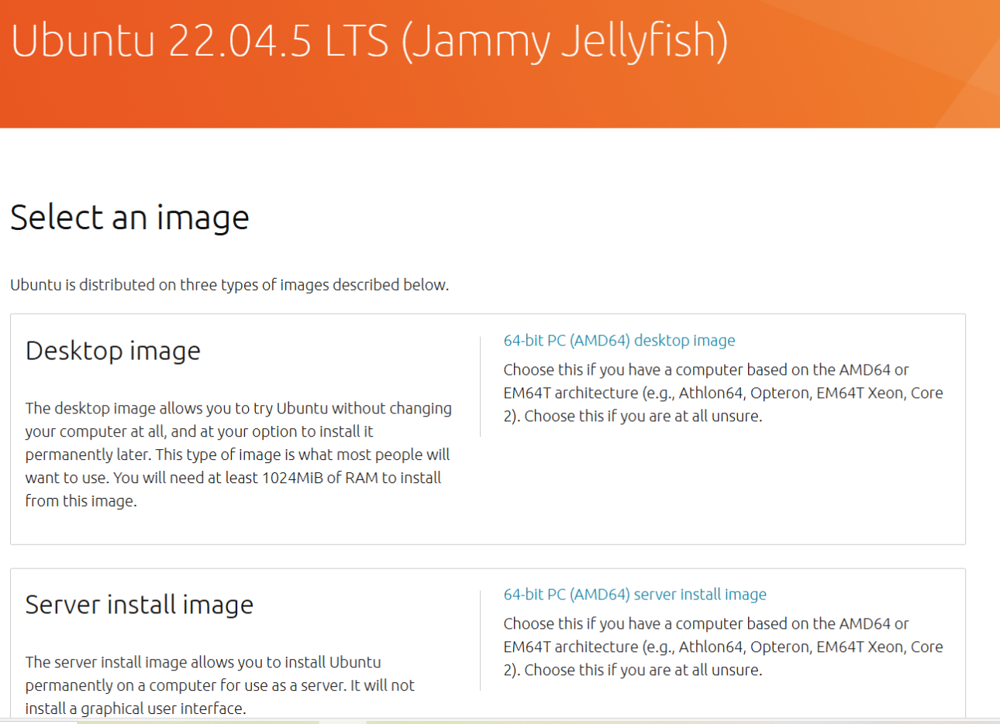 Ubuntu 22.04.5 LTS (Jammy Jellyfish)
Select an image
Ubuntu is distributed on three types of images described below.
Desktop image
The desktop image allows you to try Ubuntu without changing
your computer at all, and at your option to install it
permanently later. This type of image is what most people will
want to use. You will need at least 1024MiB of RAM to install
from this image.
64-bit PC (AMD64) desktop image
Choose this if you have a computer based on the AMD64 or
EM64T architecture (e.g., Athlon64, Opteron, EM64T Xeon, Core
2). Choose this if you are at all unsure.
Server install image
The server install image allows you to install Ubuntu
permanently on a computer for use as a server. It will not
install a graphical user interface.
64-bit PC (AMD64) server install image
Choose this if you have a computer based on the AMD64 or
EM64T architecture (e.g., Athlon64, Opteron, EM64T Xeon, Core
2). Choose this if you are at all unsure.